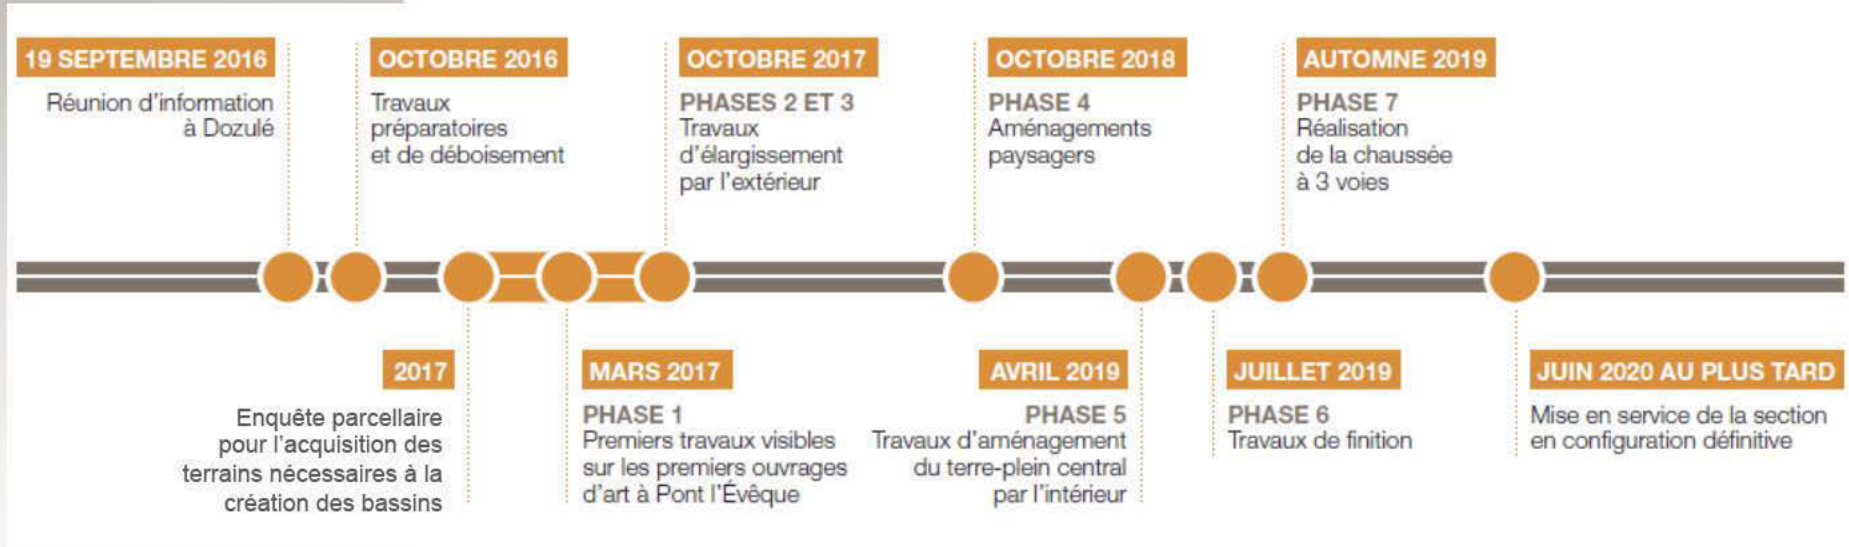 19 SEPTEMBRE 2016
Réunion d'information
à Dozulé
OCTOBRE 2016
Travaux
préparatoires
et de déboisement
OCTOBRE 2017
PHASES 2 ET 3
Travaux
d'élargissement
par l'extérieur
OCTOBRE 2018
PHASE 4
Aménagements
paysagers
AUTOMNE 2019
PHASE 7
Réalisation
de la chaussée
à 3 voies
2017
Enquête parcellaire
pour l'acquisition des
terrains nécessaires à la
création des bassins
MARS 2017
PHASE 1
Premiers travaux visibles
sur les premiers ouvrages
d'art à Pont l'Évêque
AVRIL 2019
PHASE 5
Travaux d'aménagement
du terre-plein central
par l'intérieur
JUILLET 2019
PHASE 6
Travaux de finition
JUIN 2020 AU PLUS TARD
Mise en service de la section
en configuration définitive